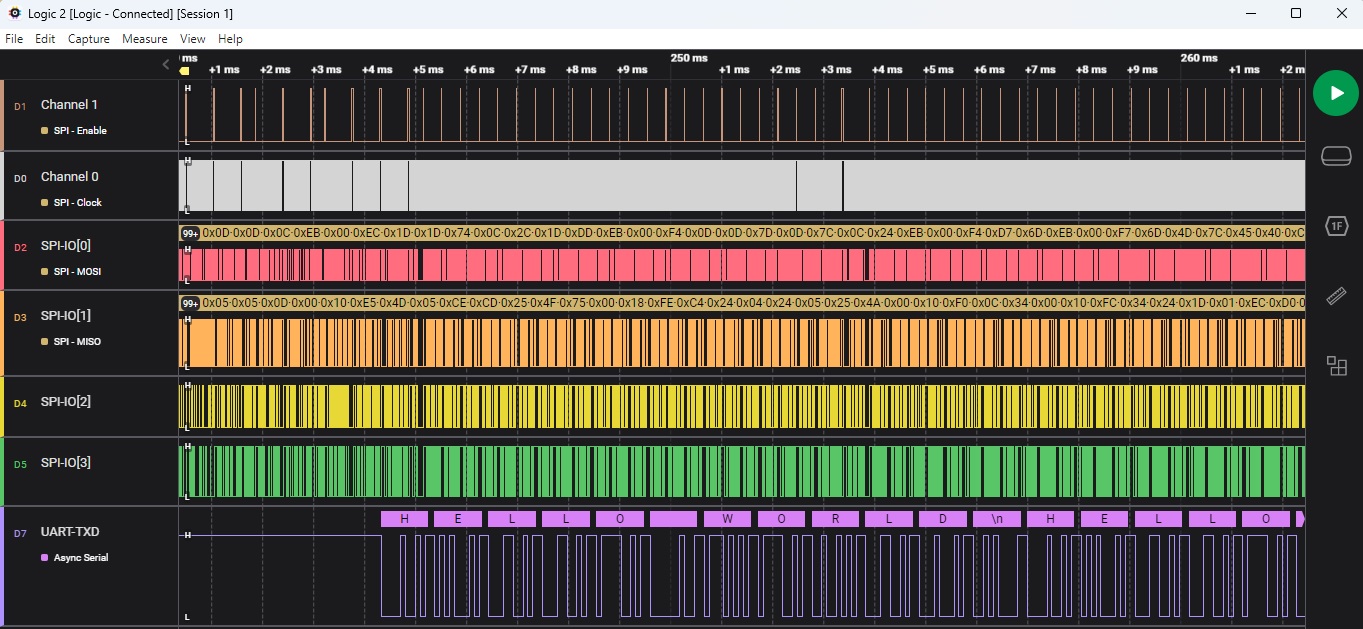 Logic 2 [Logic - Connected] [Session 1]
File Edit Capture Measure View Help
ms 250 ms 260 ms
+1 ms +2 ms +3 ms +4 ms +5 ms +6 ms +7 ms +8 ms +9 ms +1 ms +2 ms +3 ms +4 ms +5 ms +6 ms +7 ms +8 ms +9 ms +1 ms +2 m
D1 Channel 1 H
SPI - Enable L
D0 Channel 0 H
SPI - Clock L
99+ 0x0D·0x0D·0x0C·0xEB·0x00·0xEC·0x1D·0x1D·0x74·0x0C·0x2C·0x1D·0xDD·0xEB·0x00·0xF4·0x0D·0x0D·0x7D·0x0D·0x7C·0x0C·0x24·0xEB·0x00·0xF4·0xD7·0x6D·0xEB·0x00·0xF7·0x6D·0x4D·0x7C·0x45·0x40·0xC
D2 SPI-IO[0] H
SPI - MOSI L
99+ 0x05·0x05·0x0D·0x00·0x10·0xE5·0x4D·0x05·0xCE·0xCD·0x25·0x4F·0x75·0x00·0x18·0xFE·0xC4·0x24·0x04·0x24·0x05·0x25·0x4A·0x00·0x10·0xF0·0x0C·0x34·0x00·0x10·0xFC·0x34·0x24·0x1D·0x01·0xEC·0xD0·0
D3 SPI-IO[1] H
SPI - MISO L
D4 SPI-IO[2] H
L
D5 SPI-IO[3] H
L
H E L L O W O R L D \n H E L L O
D7 UART-TXD H
Async Serial
L
1F